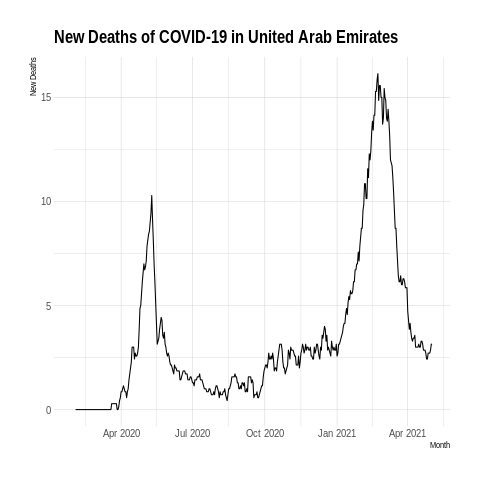 New Deaths of COVID-19 in United Arab Emirates
New Deaths
15
10
5
0
Apr 2020 Jul 2020 Oct 2020 Jan 2021 Apr 2021
Month